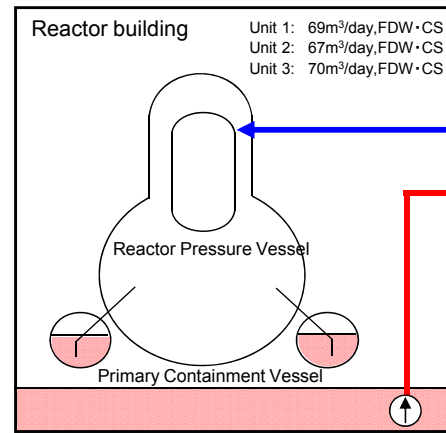 Reactor building
Unit 1: 69m³/day,FDW・CS
Unit 2: 67m³/day,FDW・CS
Unit 3: 70m³/day,FDW・CS
Reactor Pressure Vessel
Primary Containment Vessel